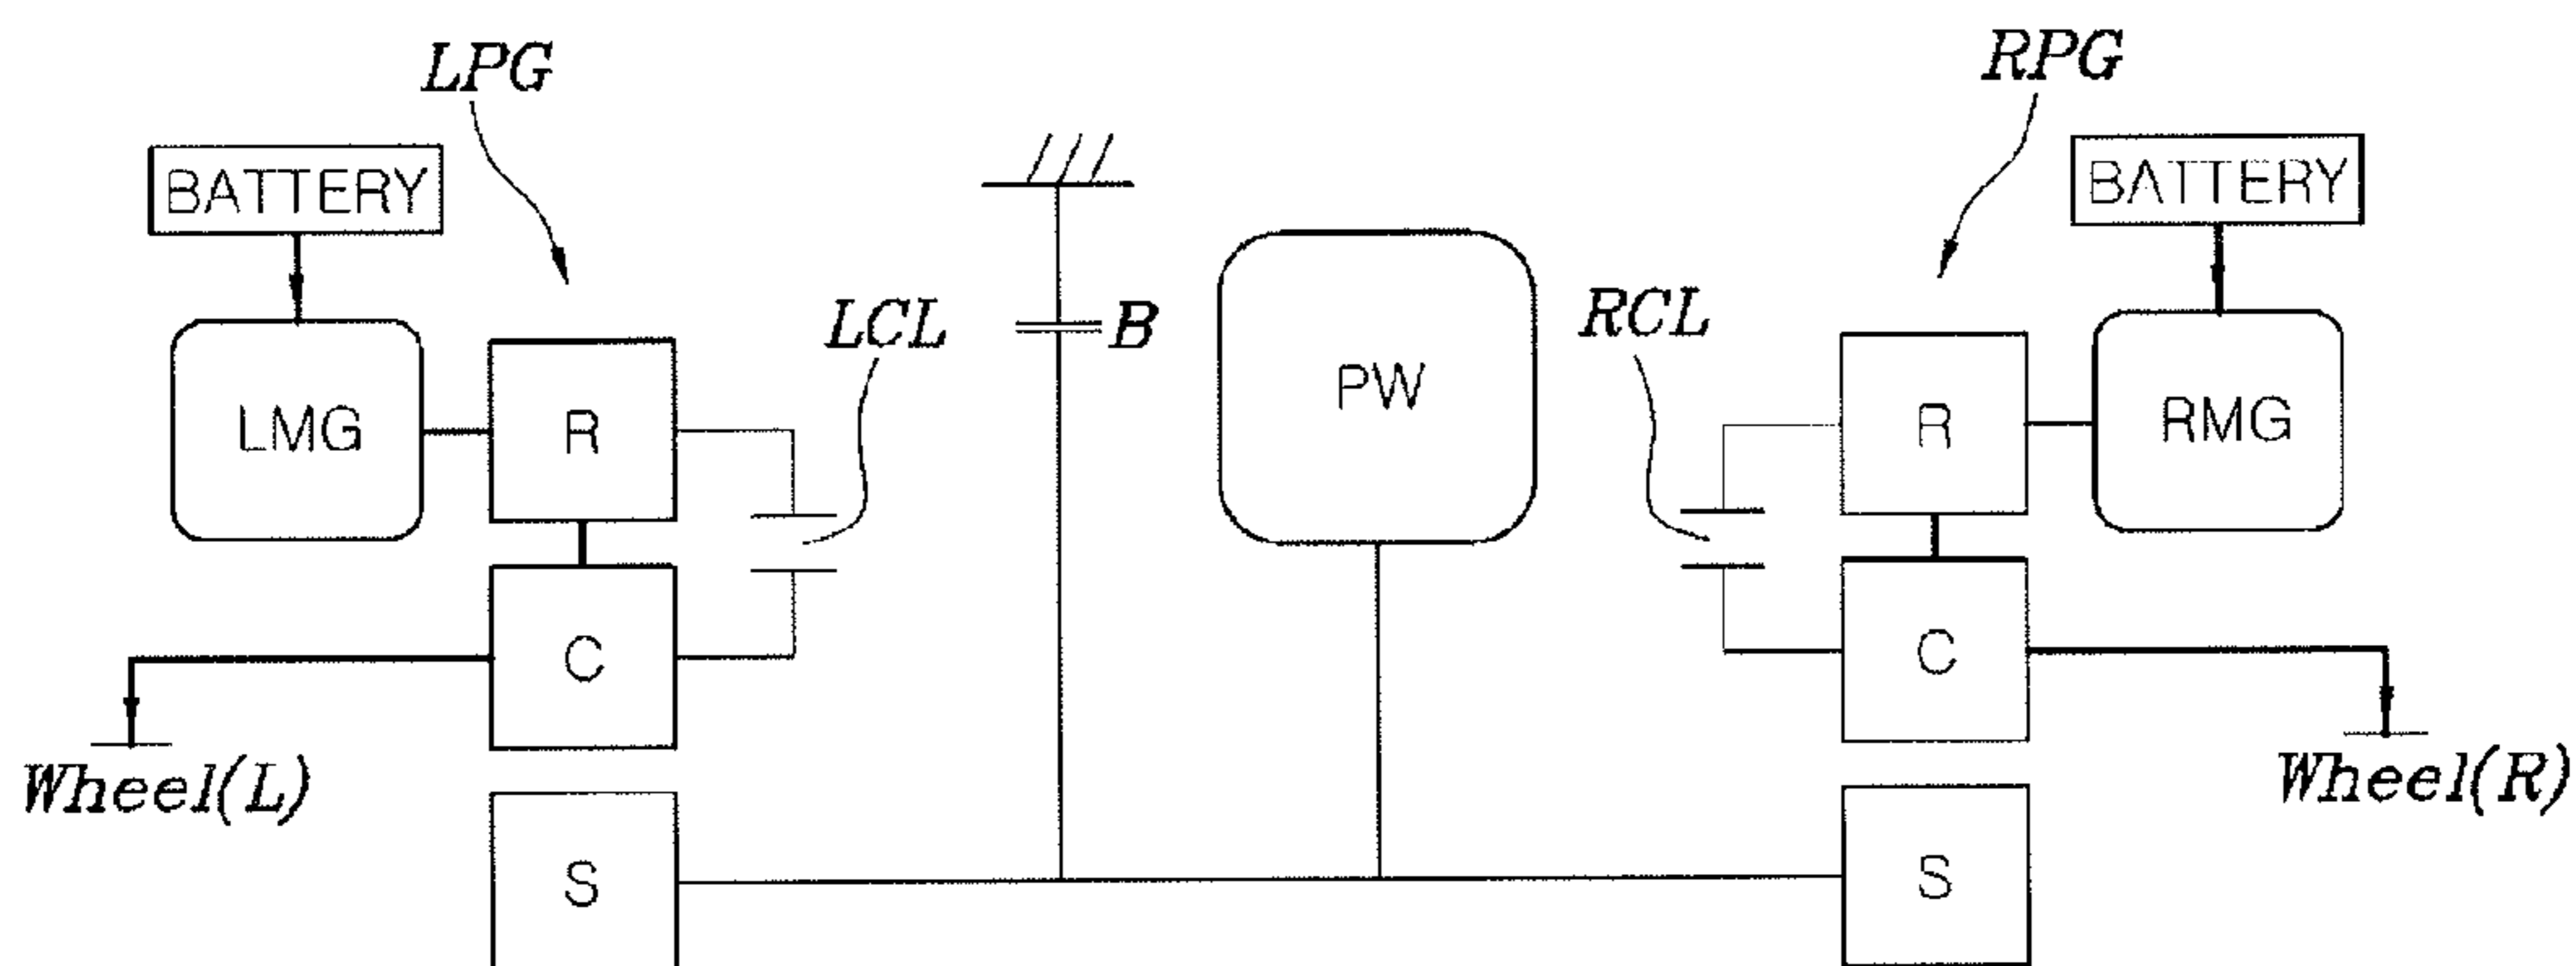 LPG
RPG
BATTERY
BATTERY
LCL
B
RCL
LMG
R
PW
R
RMG
C
C
Wheel(L)
Wheel(R)
S
S